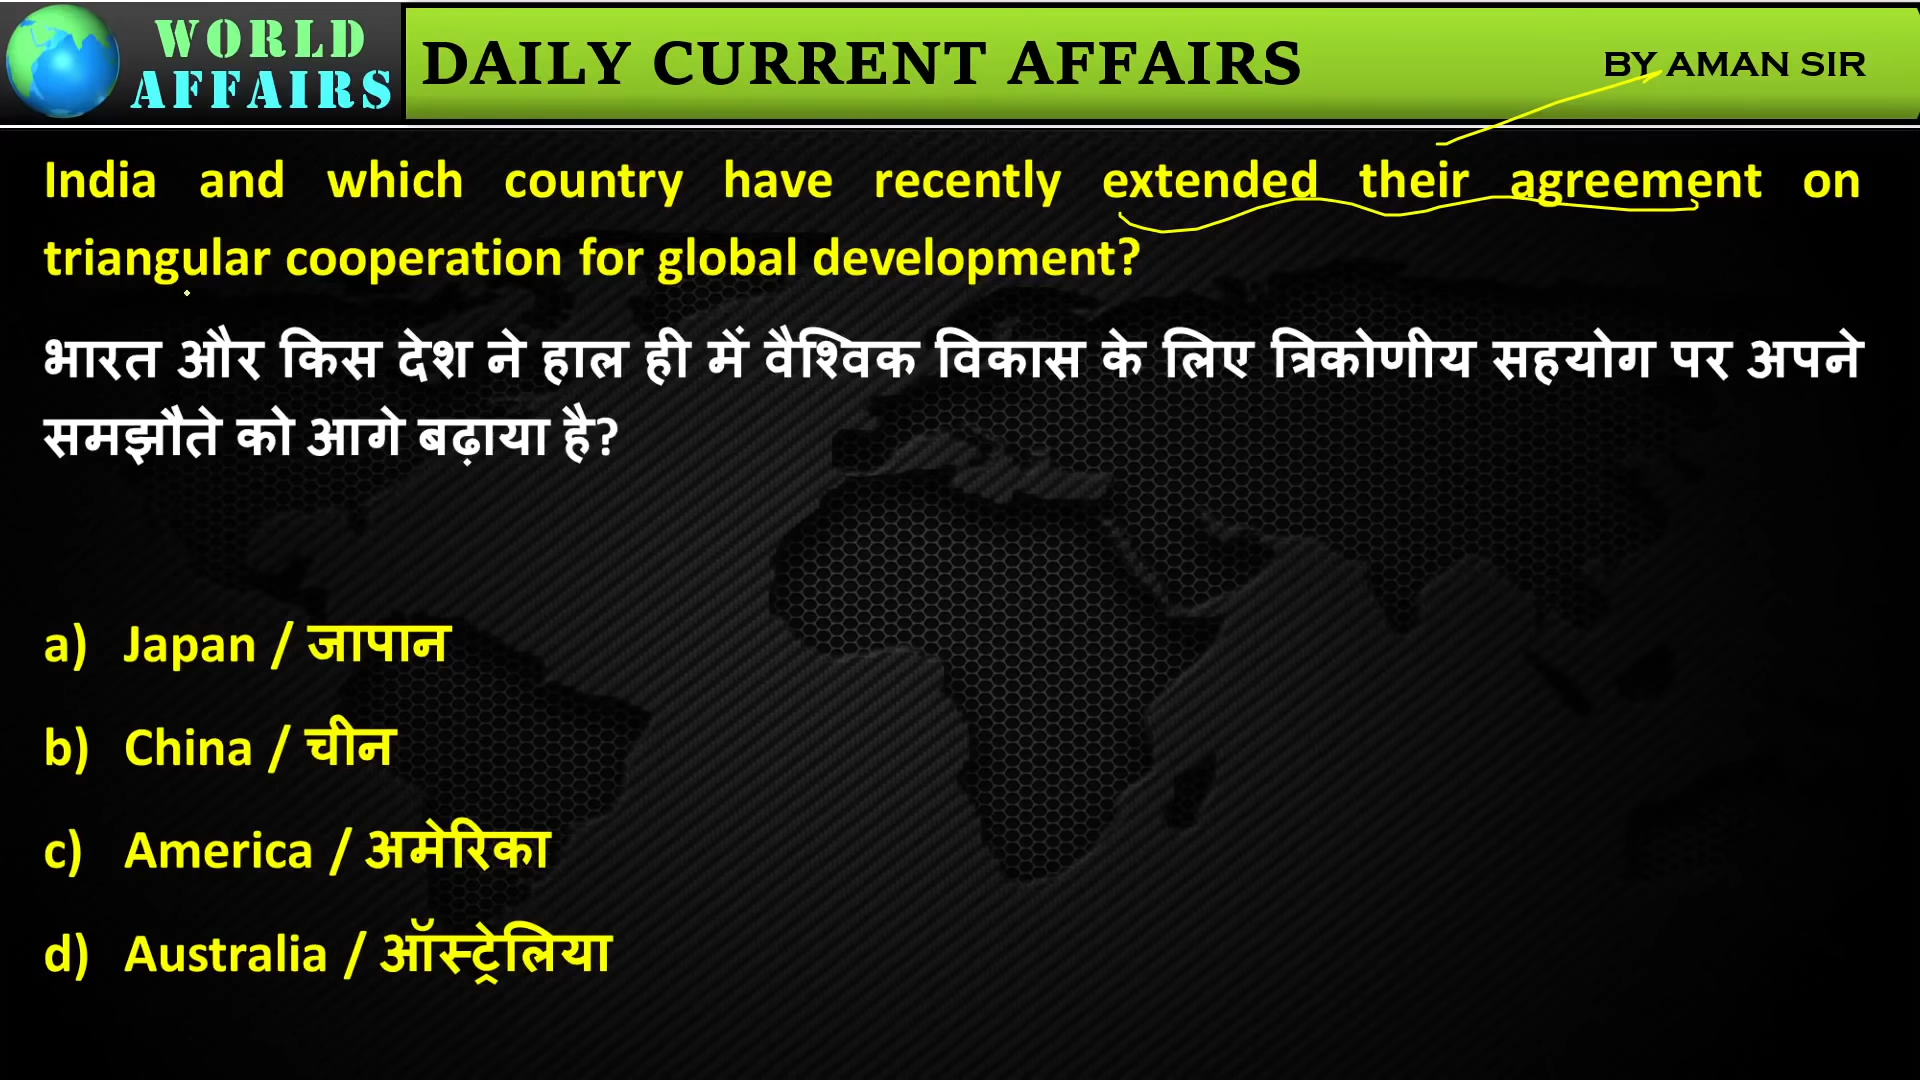 WORLD
AFFAIRS
DAILY CURRENT AFFAIRS
BY AMAN SIR
India and which country have recently extended their agreement on
triangular cooperation for global development?
भारत और किस देश ने हाल ही में वैश्विक विकास के लिए त्रिकोणीय सहयोग पर अपने
समझौते को आगे बढ़ाया है?
a) Japan / जापान
b) China / चीन
c) America / अमेरिका
d) Australia / ऑस्ट्रेलिया